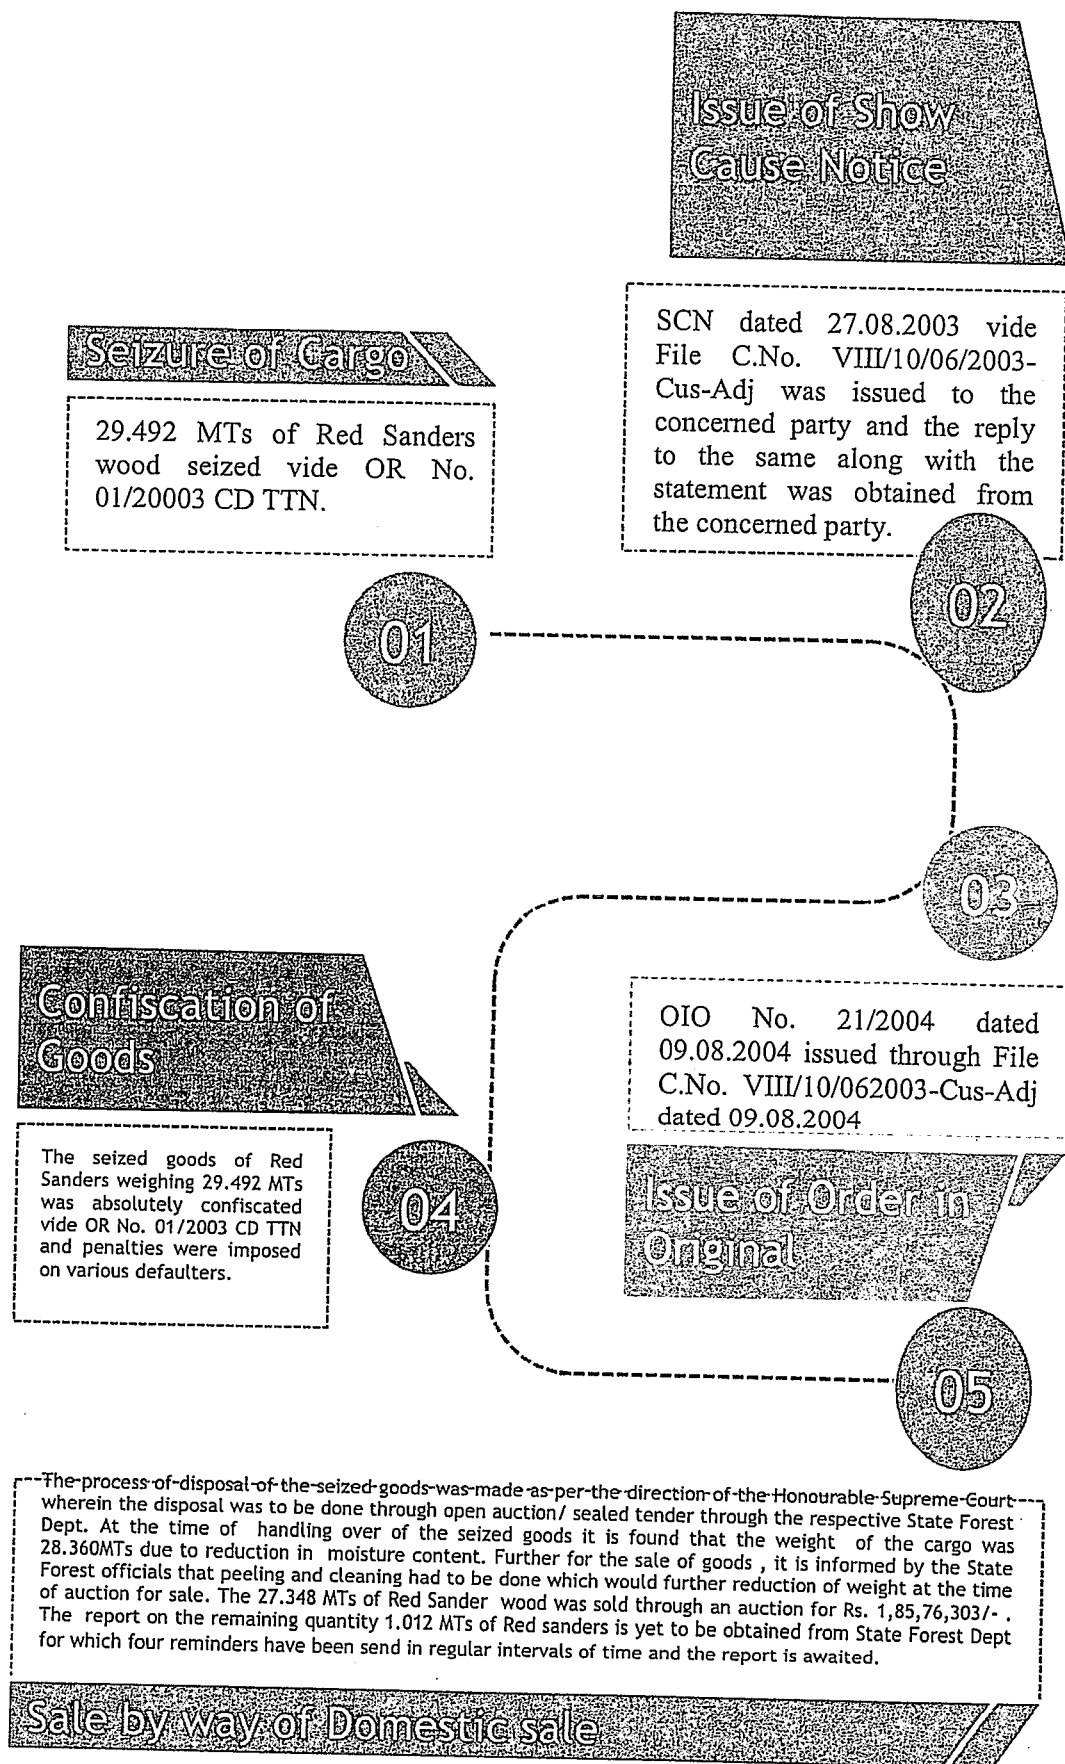 Issue of Show
Cause Notice
SCN dated 27.08.2003 vide
File C.No. VIII/10/06/2003-
Cus-Adj was issued to the
concerned party and the reply
to the same along with the
statement was obtained from
the concerned party.
Seizure of Cargo
29.492 MTs of Red Sanders
wood seized vide OR No.
01/20003 CD TTN.
01
02
03
OIO No. 21/2004 dated
09.08.2004 issued through File
C.No. VIII/10/062003-Cus-Adj
dated 09.08.2004
Issue of Order in
Original
Confiscation of
Goods
The seized goods of Red
Sanders weighing 29.492 MTs
was absolutely confiscated
vide OR No. 01/2003 CD TTN
and penalties were imposed
on various defaulters.
04
05
The process of disposal of the seized goods was made as per the direction of the Honourable Supreme Court
wherein the disposal was to be done through open auction/ sealed tender through the respective State Forest
Dept. At the time of handling over of the seized goods it is found that the weight of the cargo was
28.360MTs due to reduction in moisture content. Further for the sale of goods , it is informed by the State
Forest officials that peeling and cleaning had to be done which would further reduction of weight at the time
of auction for sale. The 27.348 MTs of Red Sander wood was sold through an auction for Rs. 1,85,76,303/- .
The report on the remaining quantity 1.012 MTs of Red sanders is yet to be obtained from State Forest Dept
for which four reminders have been send in regular intervals of time and the report is awaited.
Sale by way of Domestic sale